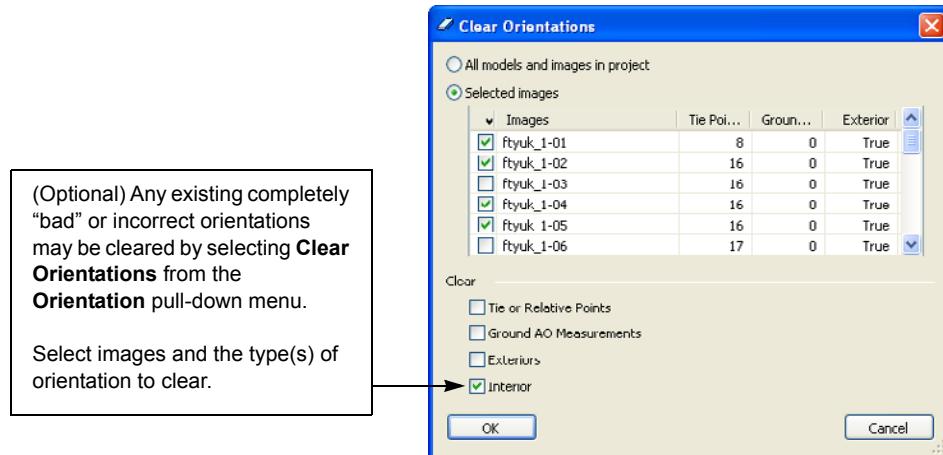 Clear Orientations
All models and images in project
Selected images
Images Tie Poi... Groun... Exterior
ftyuk_1-01 8 0 True
ftyuk_1-02 16 0 True
ftyuk_1-03 16 0 True
ftyuk_1-04 16 0 True
ftyuk_1-05 16 0 True
ftyuk_1-06 17 0 True
Clear
Tie or Relative Points
Ground AO Measurements
Exteriors
Interior
OK Cancel
(Optional) Any existing completely
“bad” or incorrect orientations
may be cleared by selecting Clear
Orientations from the
Orientation pull-down menu.
Select images and the type(s) of
orientation to clear.